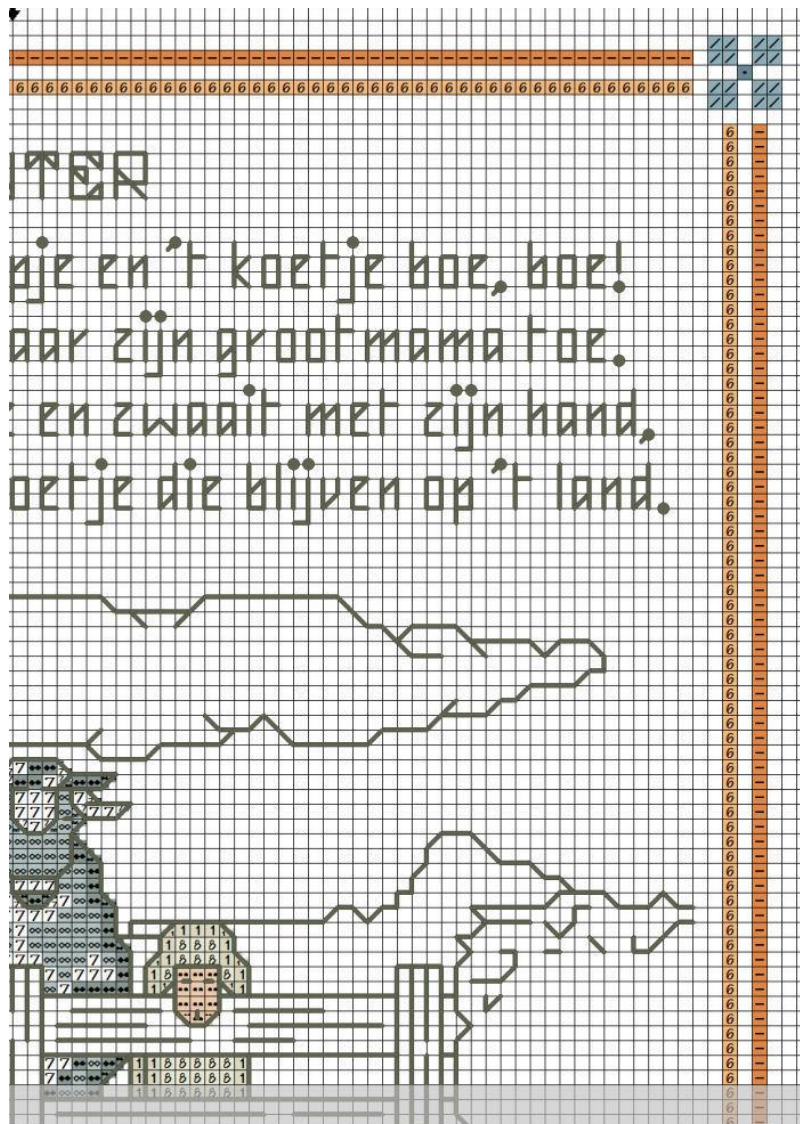 TER
nje en 't koetje boe, boe!
aar zijn grootmama toe.
en zwaait met zijn hand,
oetje die blijven op 't land.